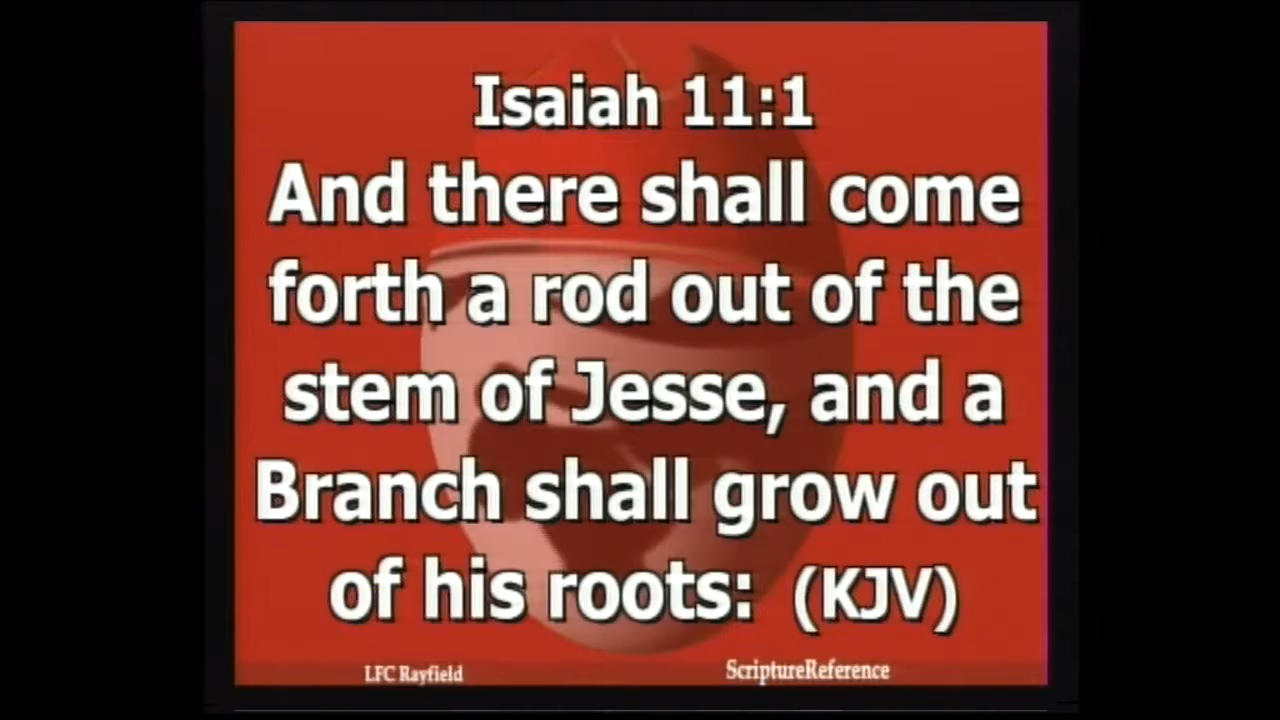 Isaiah 11:1
And there shall come
forth a rod out of the
stem of Jesse, and a
Branch shall grow out
of his roots: (KJV)
LFC Rayfield
ScriptureReference